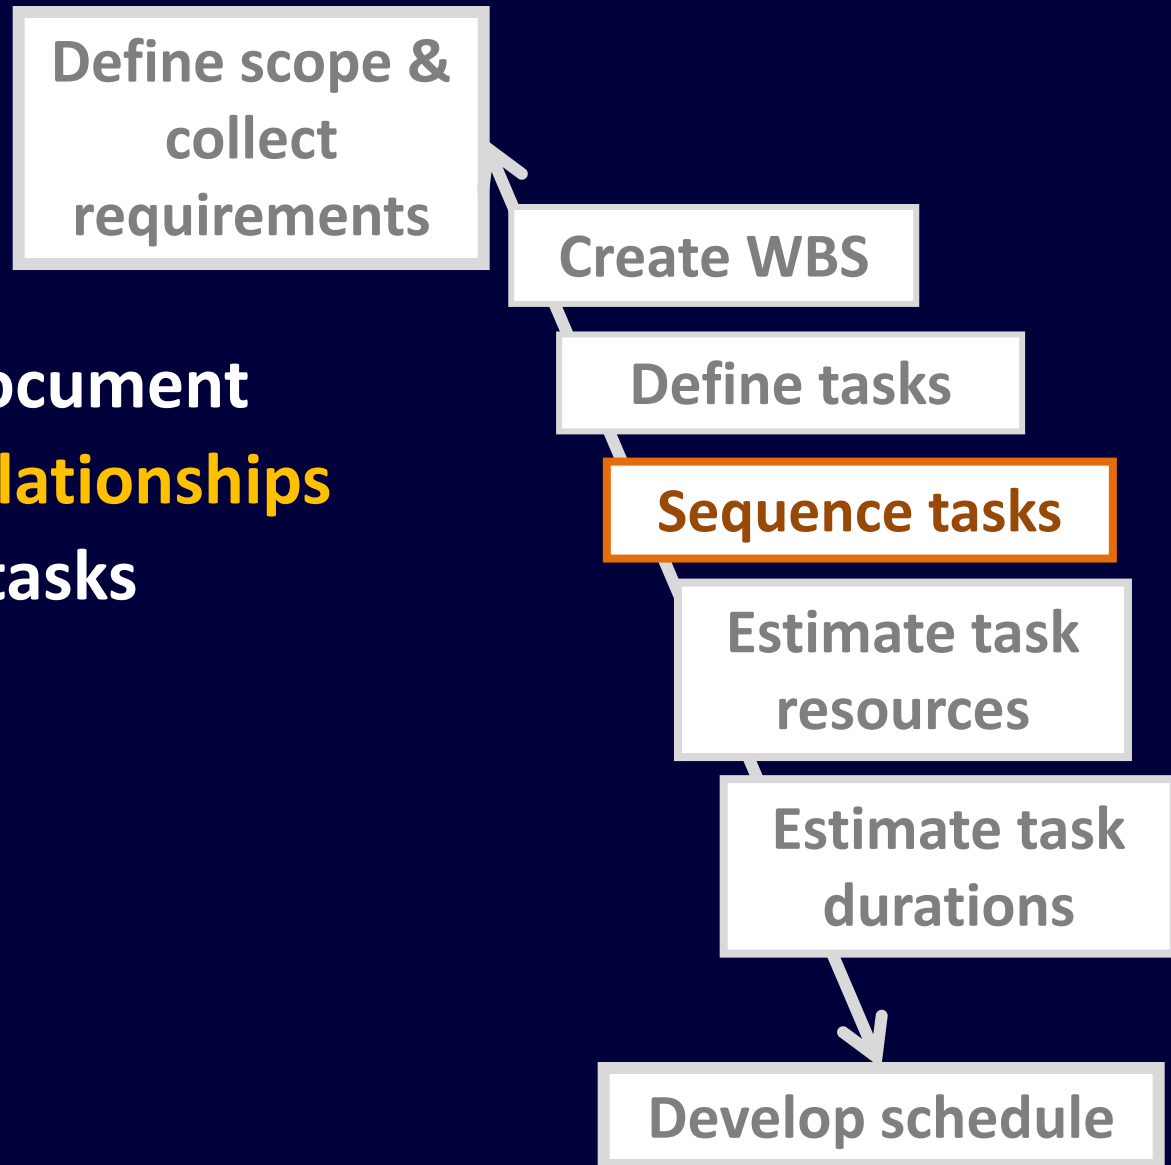 Define scope &
collect
requirements
Create WBS
Define tasks
ocument
lationships
tasks
Sequence tasks
Estimate task
resources
Estimate task
durations
Develop schedule